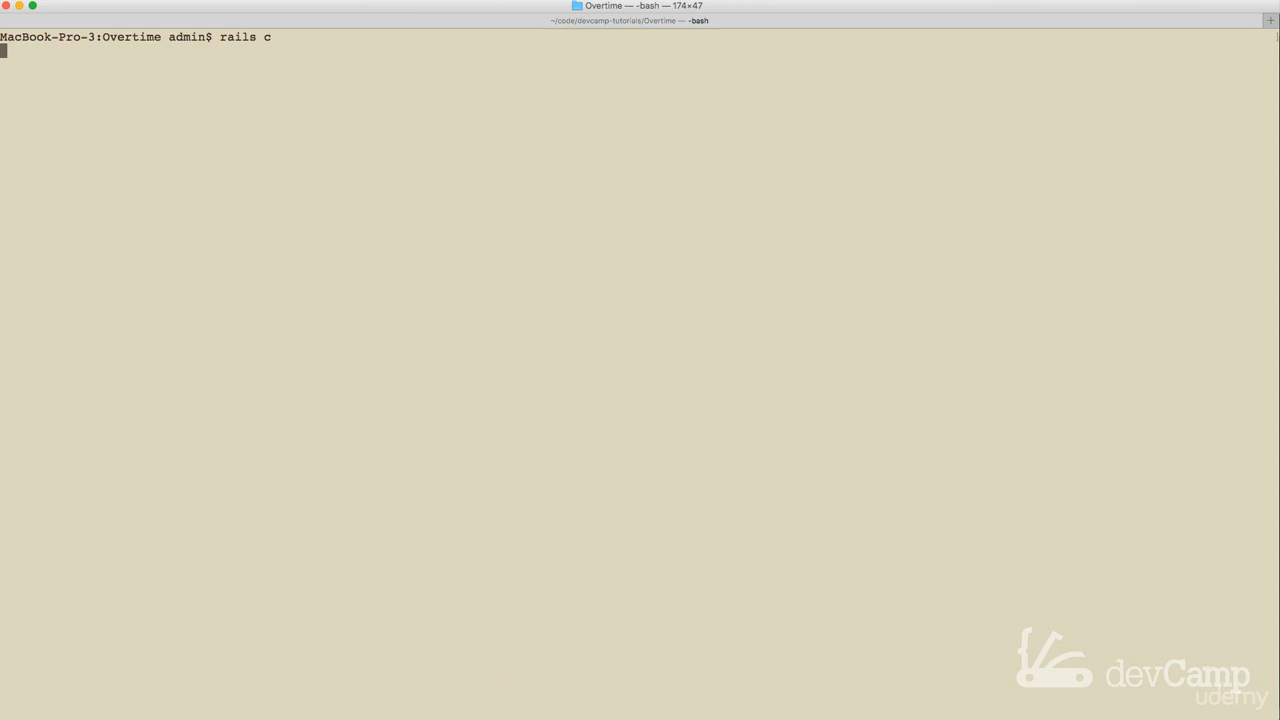 Overtime — -bash — 174×47
~/code/devcamp-tutorials/Overtime — -bash
MacBook-Pro-3:Overtime admin$ rails c
devCamp
udemy